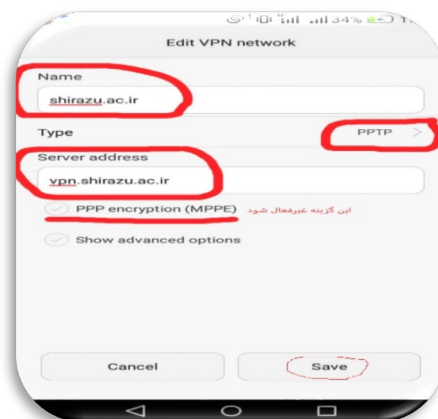 34%
Edit VPN network
Name
shirazu.ac.ir
Type PPTP
Server address
vpn.shirazu.ac.ir
PPP encryption (MPPE) این گزینه غیرفعال شود
Show advanced options
Cancel Save